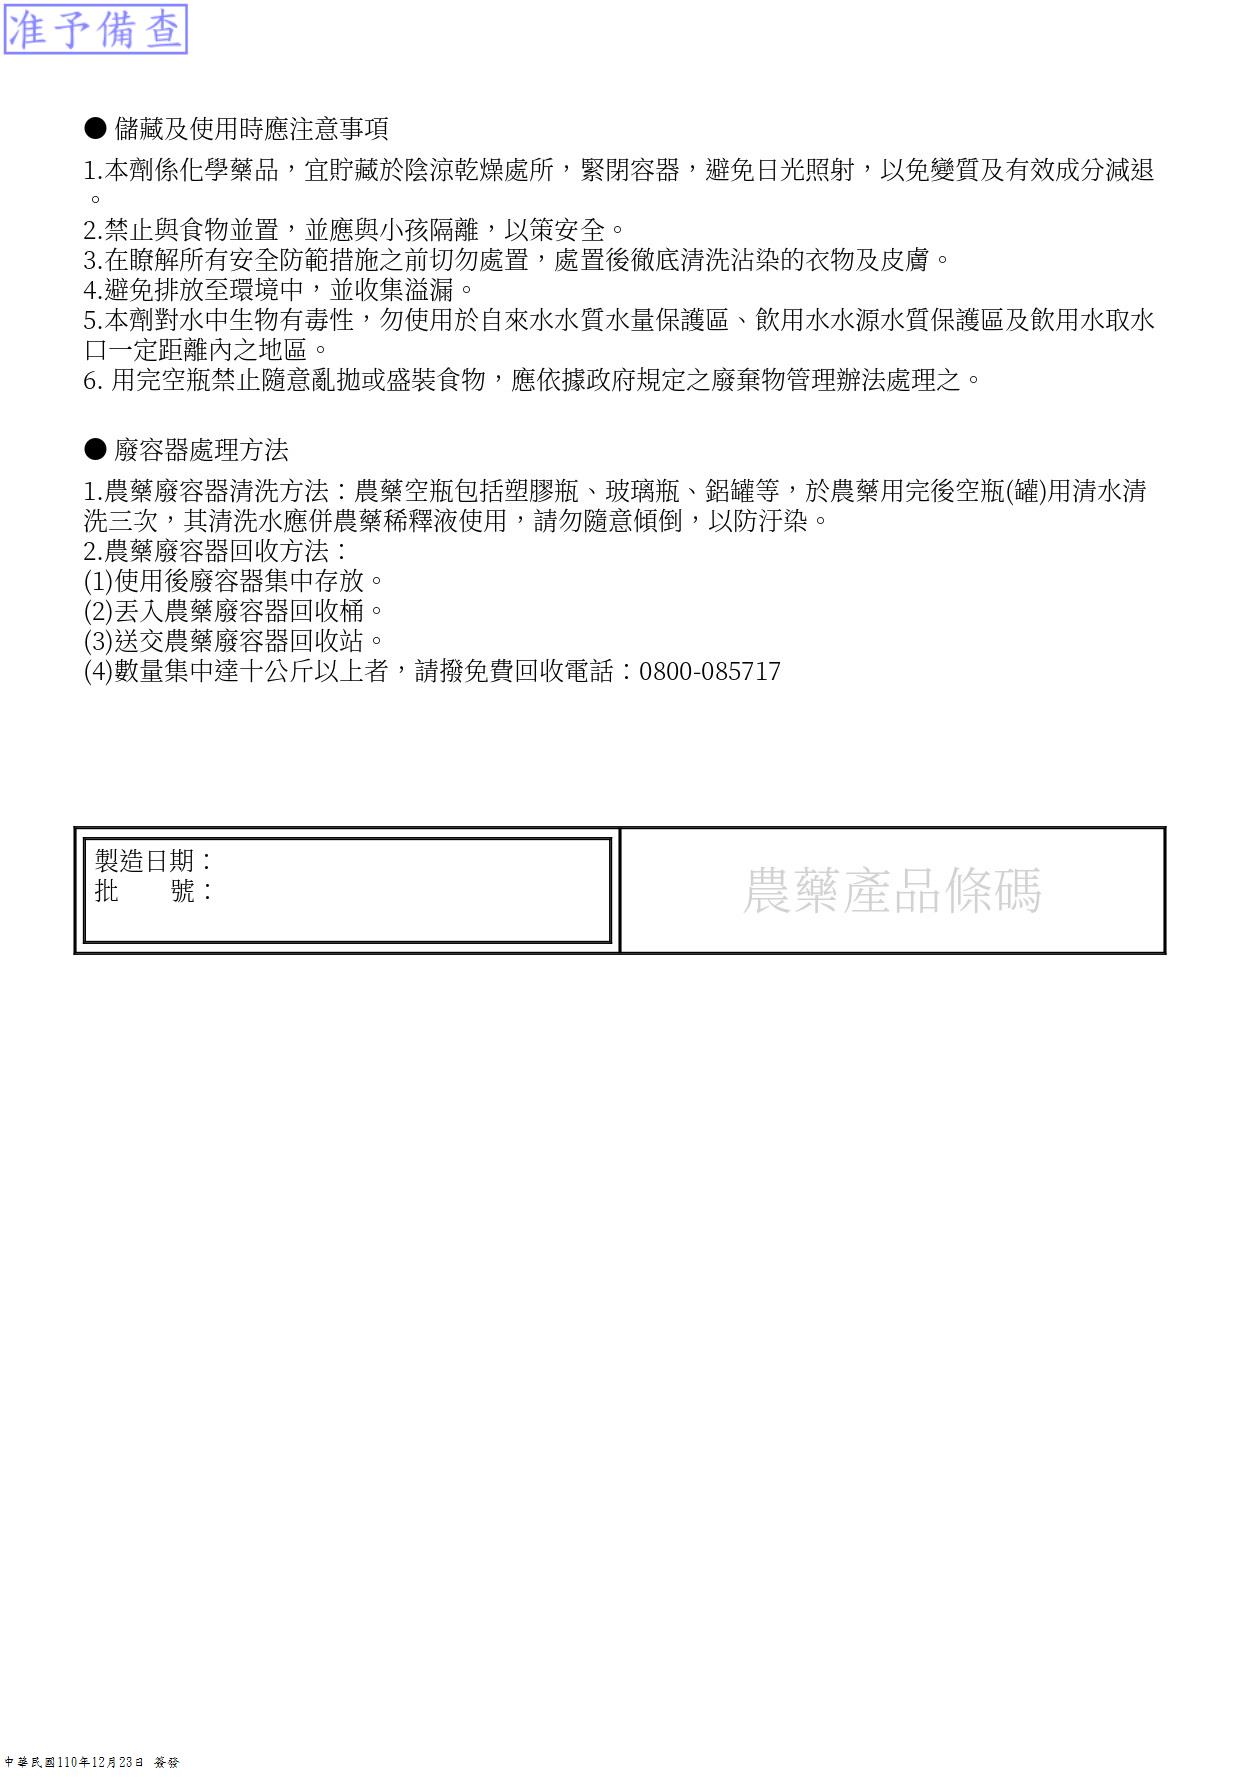 准予備查
● 儲藏及使用時應注意事項
1.本劑係化學藥品，宜貯藏於陰涼乾燥處所，緊閉容器，避免日光照射，以免變質及有效成分減退
。
2.禁止與食物並置，並應與小孩隔離，以策安全。
3.在瞭解所有安全防範措施之前切勿處置，處置後徹底清洗沾染的衣物及皮膚。
4.避免排放至環境中，並收集溢漏。
5.本劑對水中生物有毒性，勿使用於自來水水質水量保護區、飲用水水源水質保護區及飲用水取水
口一定距離內之地區。
6. 用完空瓶禁止隨意亂拋或盛裝食物，應依據政府規定之廢棄物管理辦法處理之。
● 廢容器處理方法
1.農藥廢容器清洗方法：農藥空瓶包括塑膠瓶、玻璃瓶、鋁罐等，於農藥用完後空瓶(罐)用清水清
洗三次，其清洗水應併農藥稀釋液使用，請勿隨意傾倒，以防汙染。
2.農藥廢容器回收方法：
(1)使用後廢容器集中存放。
(2)丟入農藥廢容器回收桶。
(3)送交農藥廢容器回收站。
(4)數量集中達十公斤以上者，請撥免費回收電話：0800-085717
製造日期：
批　　號：
農藥產品條碼
中華民國110年12月23日 簽發